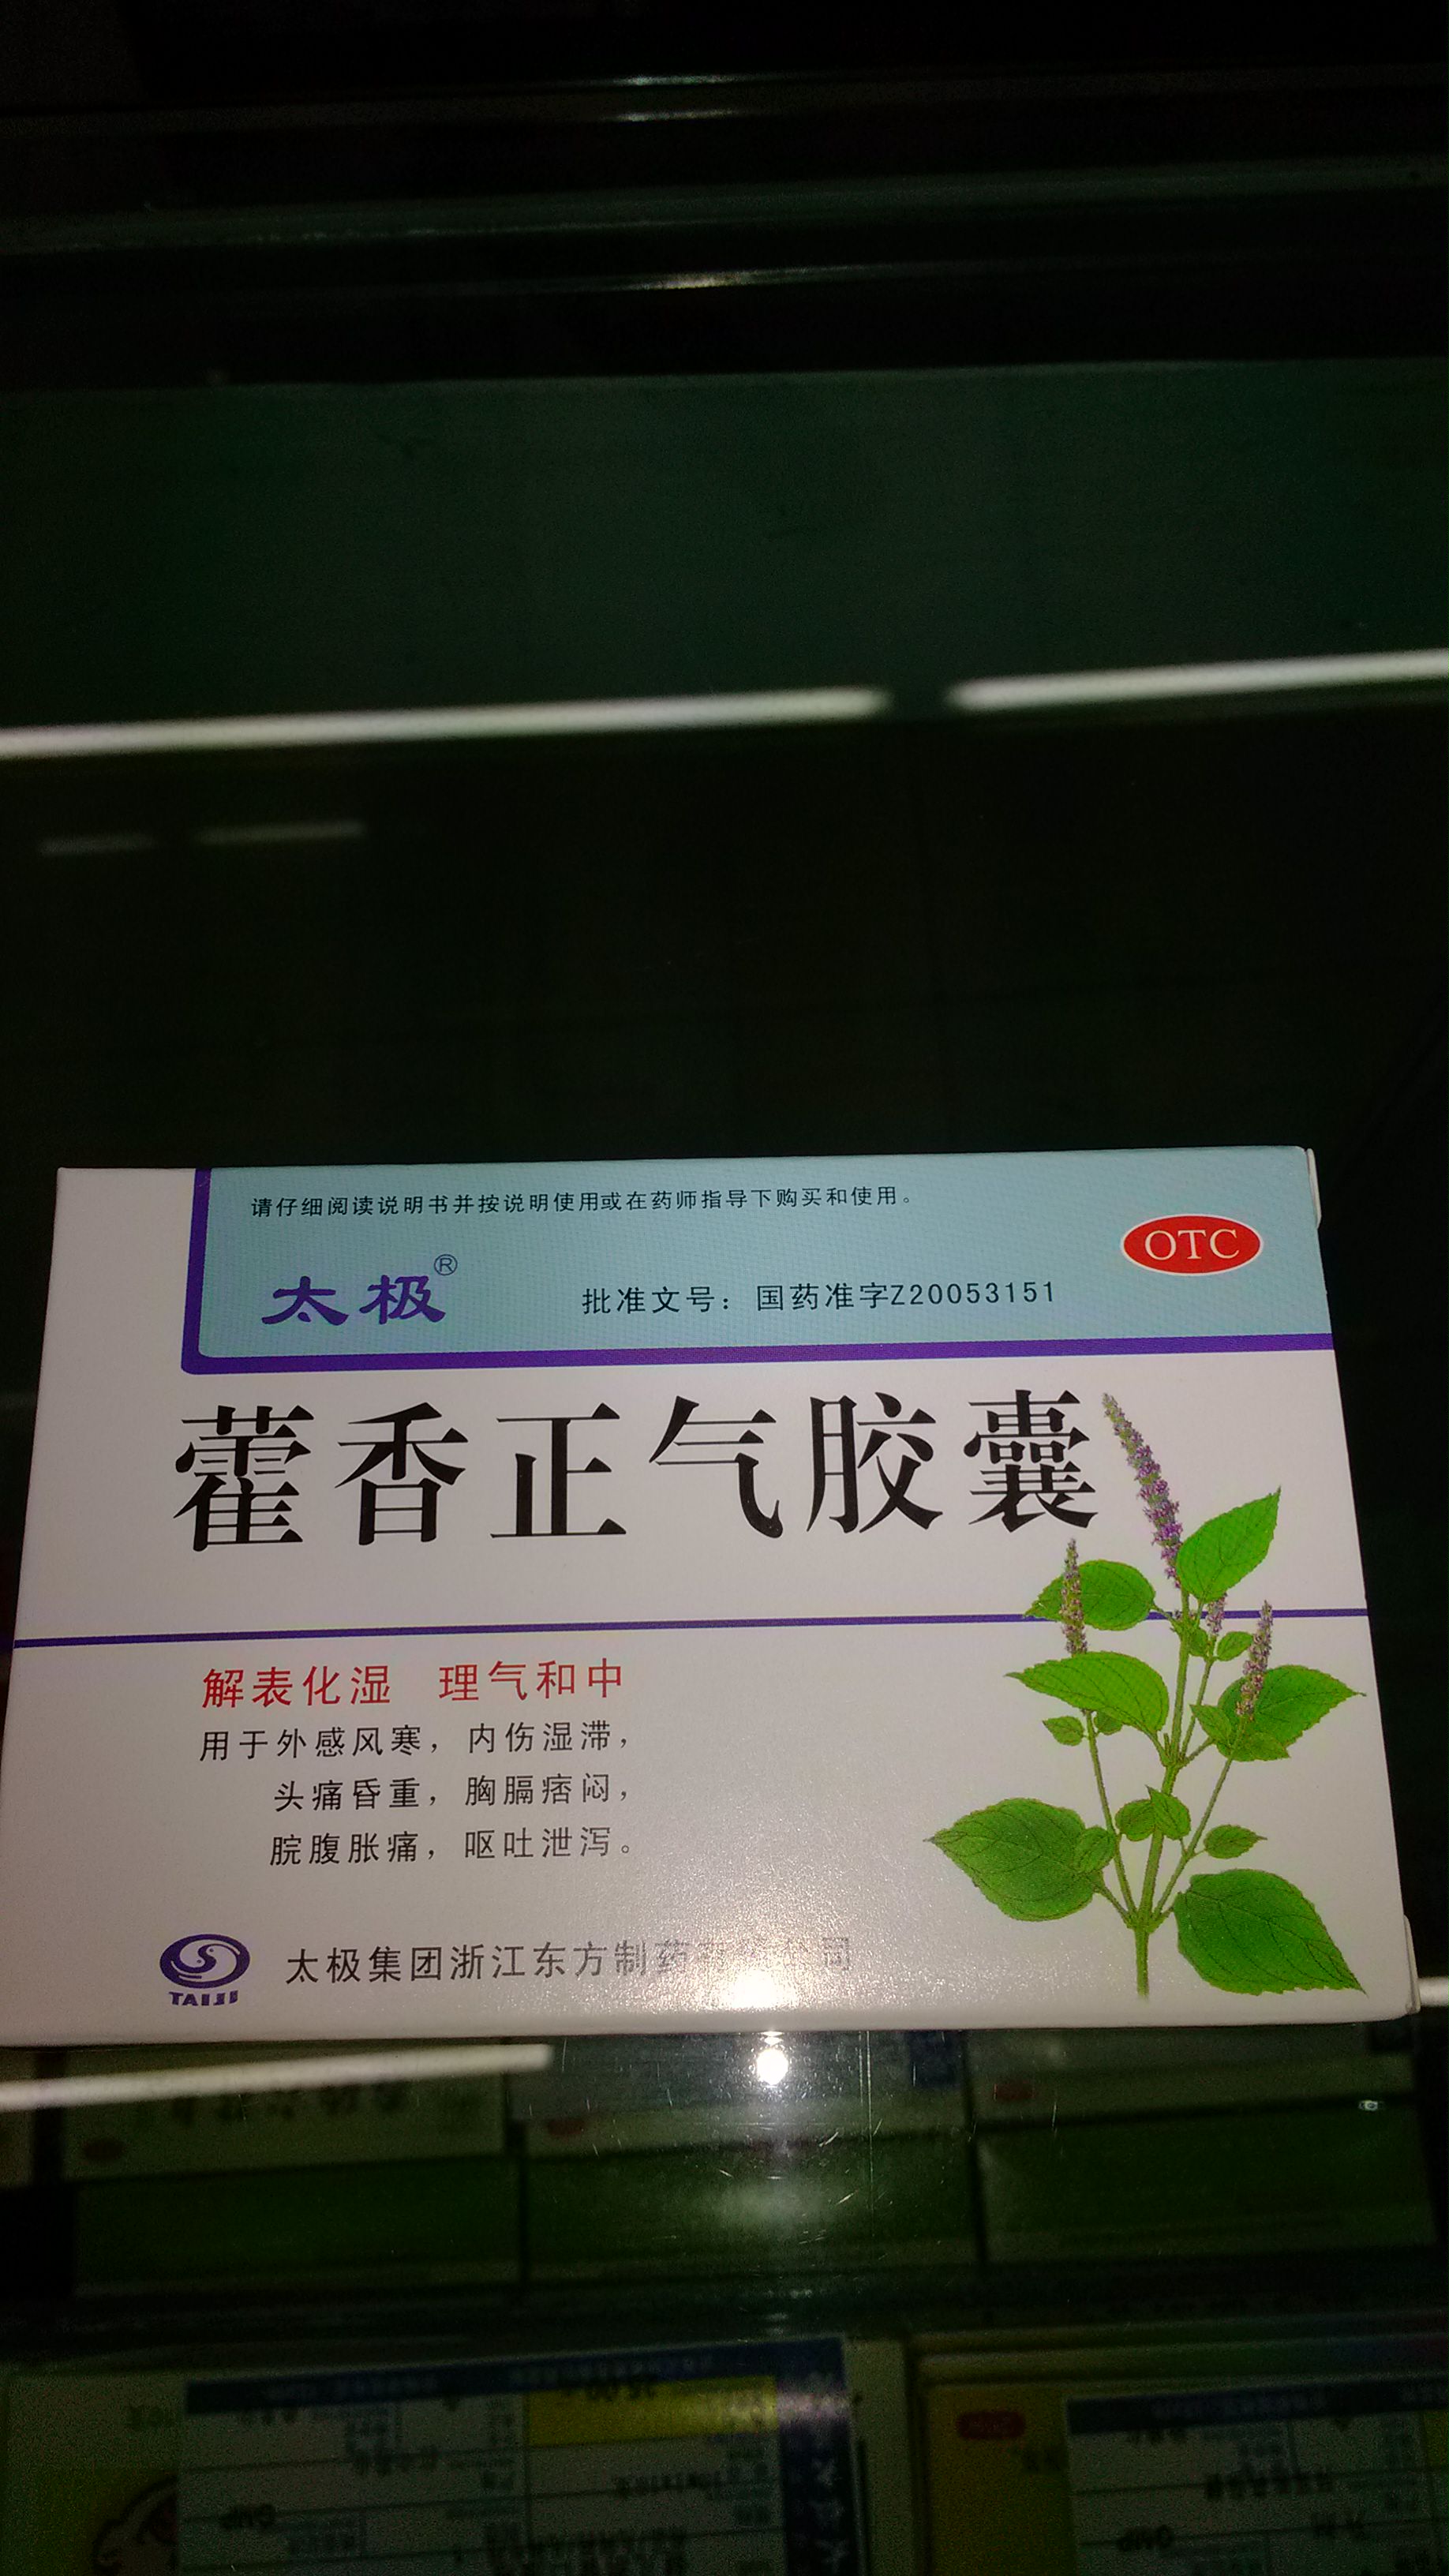 请仔细阅读说明书并按说明使用或在药师指导下购买和使用。
OTC
太极®
批准文号：国药准字Z20053151
藿香正气胶囊
解表化湿 理气和中
用于外感风寒，内伤湿滞，
头痛昏重，胸膈痞闷，
脘腹胀痛，呕吐泄泻。
TAIJI
太极集团浙江东方制药有限公司